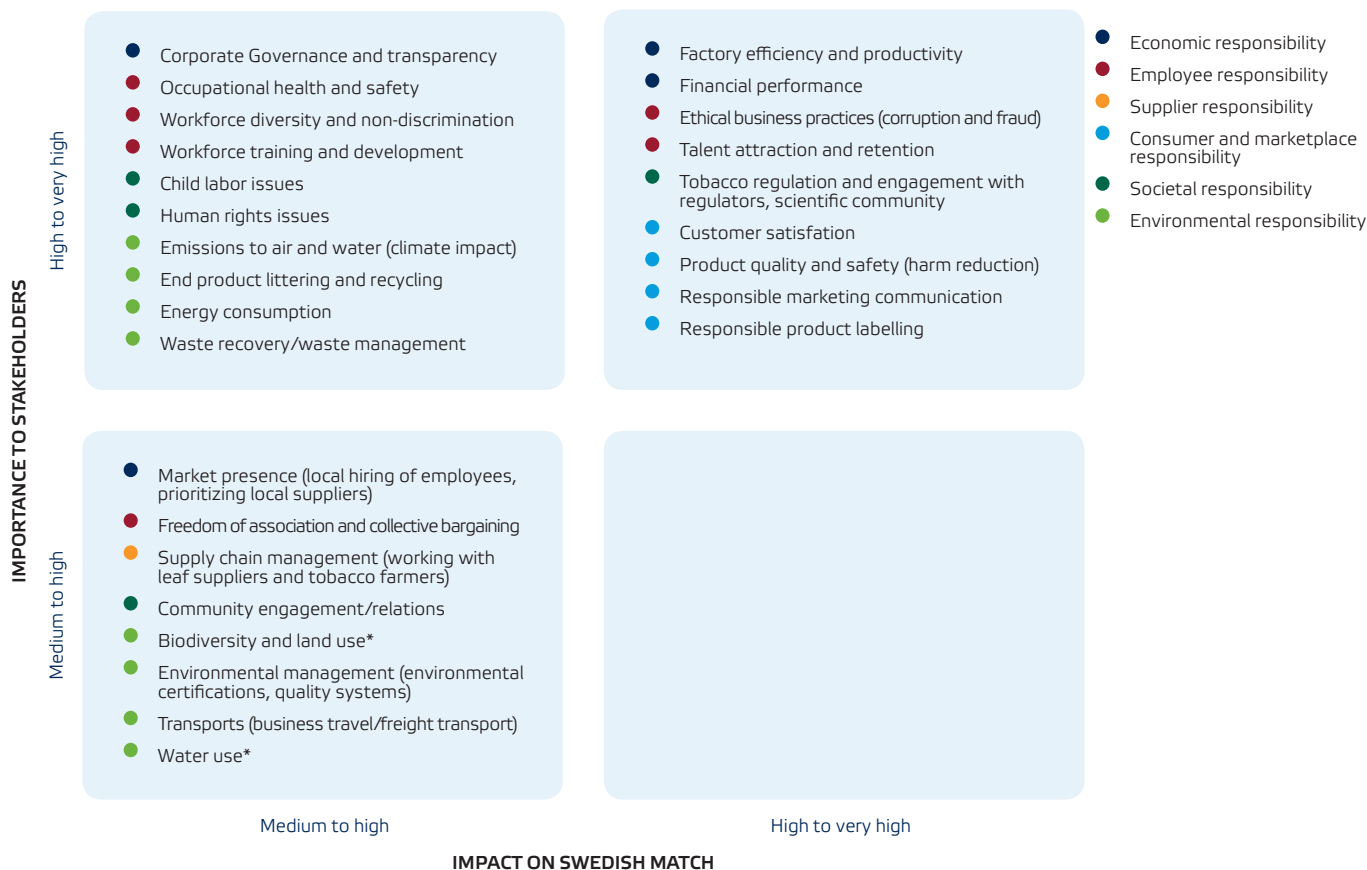 Corporate Governance and transparency
Occupational health and safety
Workforce diversity and non-discrimination
Workforce training and development
Child labor issues
Human rights issues
Emissions to air and water (climate impact)
End product littering and recycling
Energy consumption
Waste recovery/waste management
Factory efficiency and productivity
Financial performance
Ethical business practices (corruption and fraud)
Talent attraction and retention
Tobacco regulation and engagement with
regulators, scientific community
Customer satisfation
Product quality and safety (harm reduction)
Responsible marketing communication
Responsible product labelling
Economic responsibility
Employee responsibility
Supplier responsibility
Consumer and marketplace
responsibility
Societal responsibility
Environmental responsibility
High to very high
IMPORTANCE TO STAKEHOLDERS
Medium to high
Market presence (local hiring of employees,
prioritizing local suppliers)
Freedom of association and collective bargaining
Supply chain management (working with
leaf suppliers and tobacco farmers)
Community engagement/relations
Biodiversity and land use*
Environmental management (environmental
certifications, quality systems)
Transports (business travel/freight transport)
Water use*
Medium to high
High to very high
IMPACT ON SWEDISH MATCH